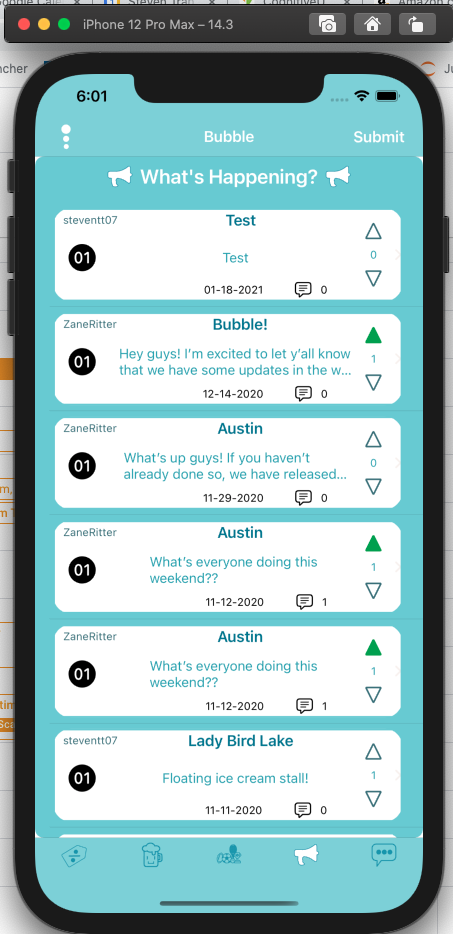 iPhone 12 Pro Max – 14.3
ncher
6:01
Bubble
Submit
What's Happening?
steventt07
Test
01
Test
0
01-18-2021
0
ZaneRitter
Bubble!
01
Hey guys! I'm excited to let y'all know
that we have some updates in the w...
1
12-14-2020
0
ZaneRitter
Austin
01
What's up guys! If you haven't
already done so, we have released...
0
11-29-2020
0
ZaneRitter
Austin
01
What's everyone doing this
weekend??
1
11-12-2020
1
ZaneRitter
Austin
01
What's everyone doing this
weekend??
1
11-12-2020
1
steventt07
Lady Bird Lake
01
Floating ice cream stall!
1
11-11-2020
0